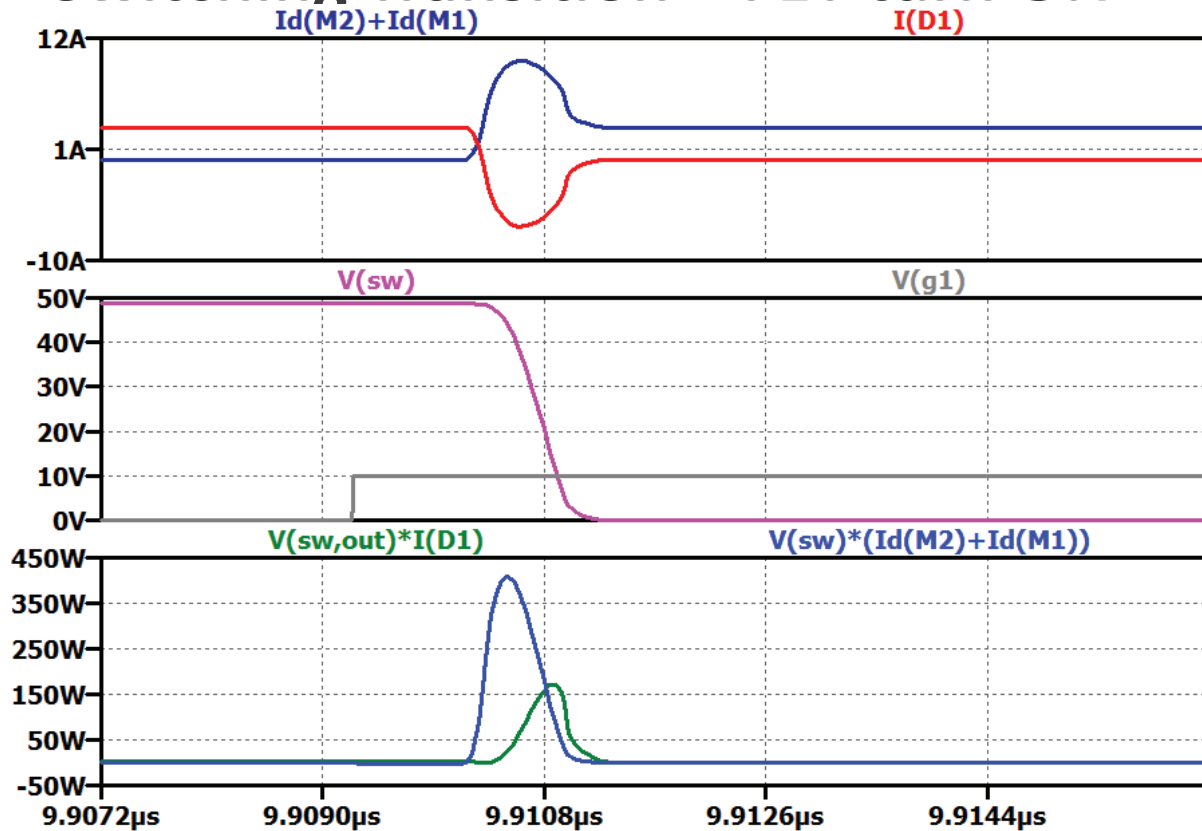 Id(M2)+Id(M1) I(D1)
12A
1A
-10A
V(sw) V(g1)
50V
40V
30V
20V
10V
0V
V(sw,out)*I(D1) V(sw)*(Id(M2)+Id(M1))
450W
350W
250W
150W
50W
-50W
9.9072µs 9.9090µs 9.9108µs 9.9126µs 9.9144µs